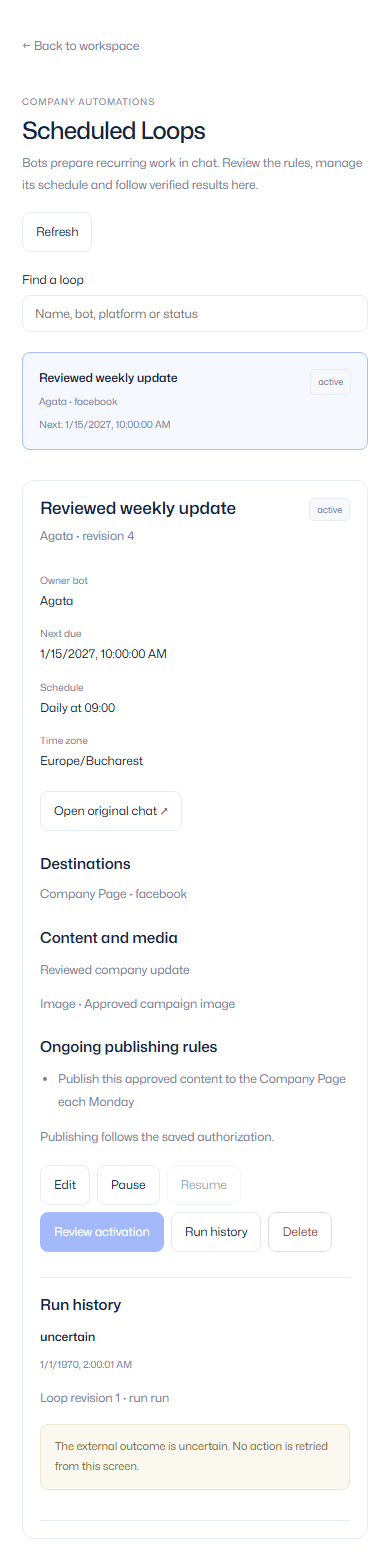 ← Back to workspace
COMPANY AUTOMATIONS
Scheduled Loops
Bots prepare recurring work in chat. Review the rules, manage
its schedule and follow verified results here.
Refresh
Find a loop
Name, bot, platform or status
Reviewed weekly update
active
Agata · facebook
Next: 1/15/2027, 10:00:00 AM
Reviewed weekly update
active
Agata · revision 4
Owner bot
Agata
Next due
1/15/2027, 10:00:00 AM
Schedule
Daily at 09:00
Time zone
Europe/Bucharest
Open original chat ↗
Destinations
Company Page · facebook
Content and media
Reviewed company update
Image · Approved campaign image
Ongoing publishing rules
• Publish this approved content to the Company Page
each Monday
Publishing follows the saved authorization.
Edit Pause Resume
Review activation Run history Delete
Run history
uncertain
1/1/1970, 2:00:01 AM
Loop revision 1 · run run
The external outcome is uncertain. No action is retried
from this screen.